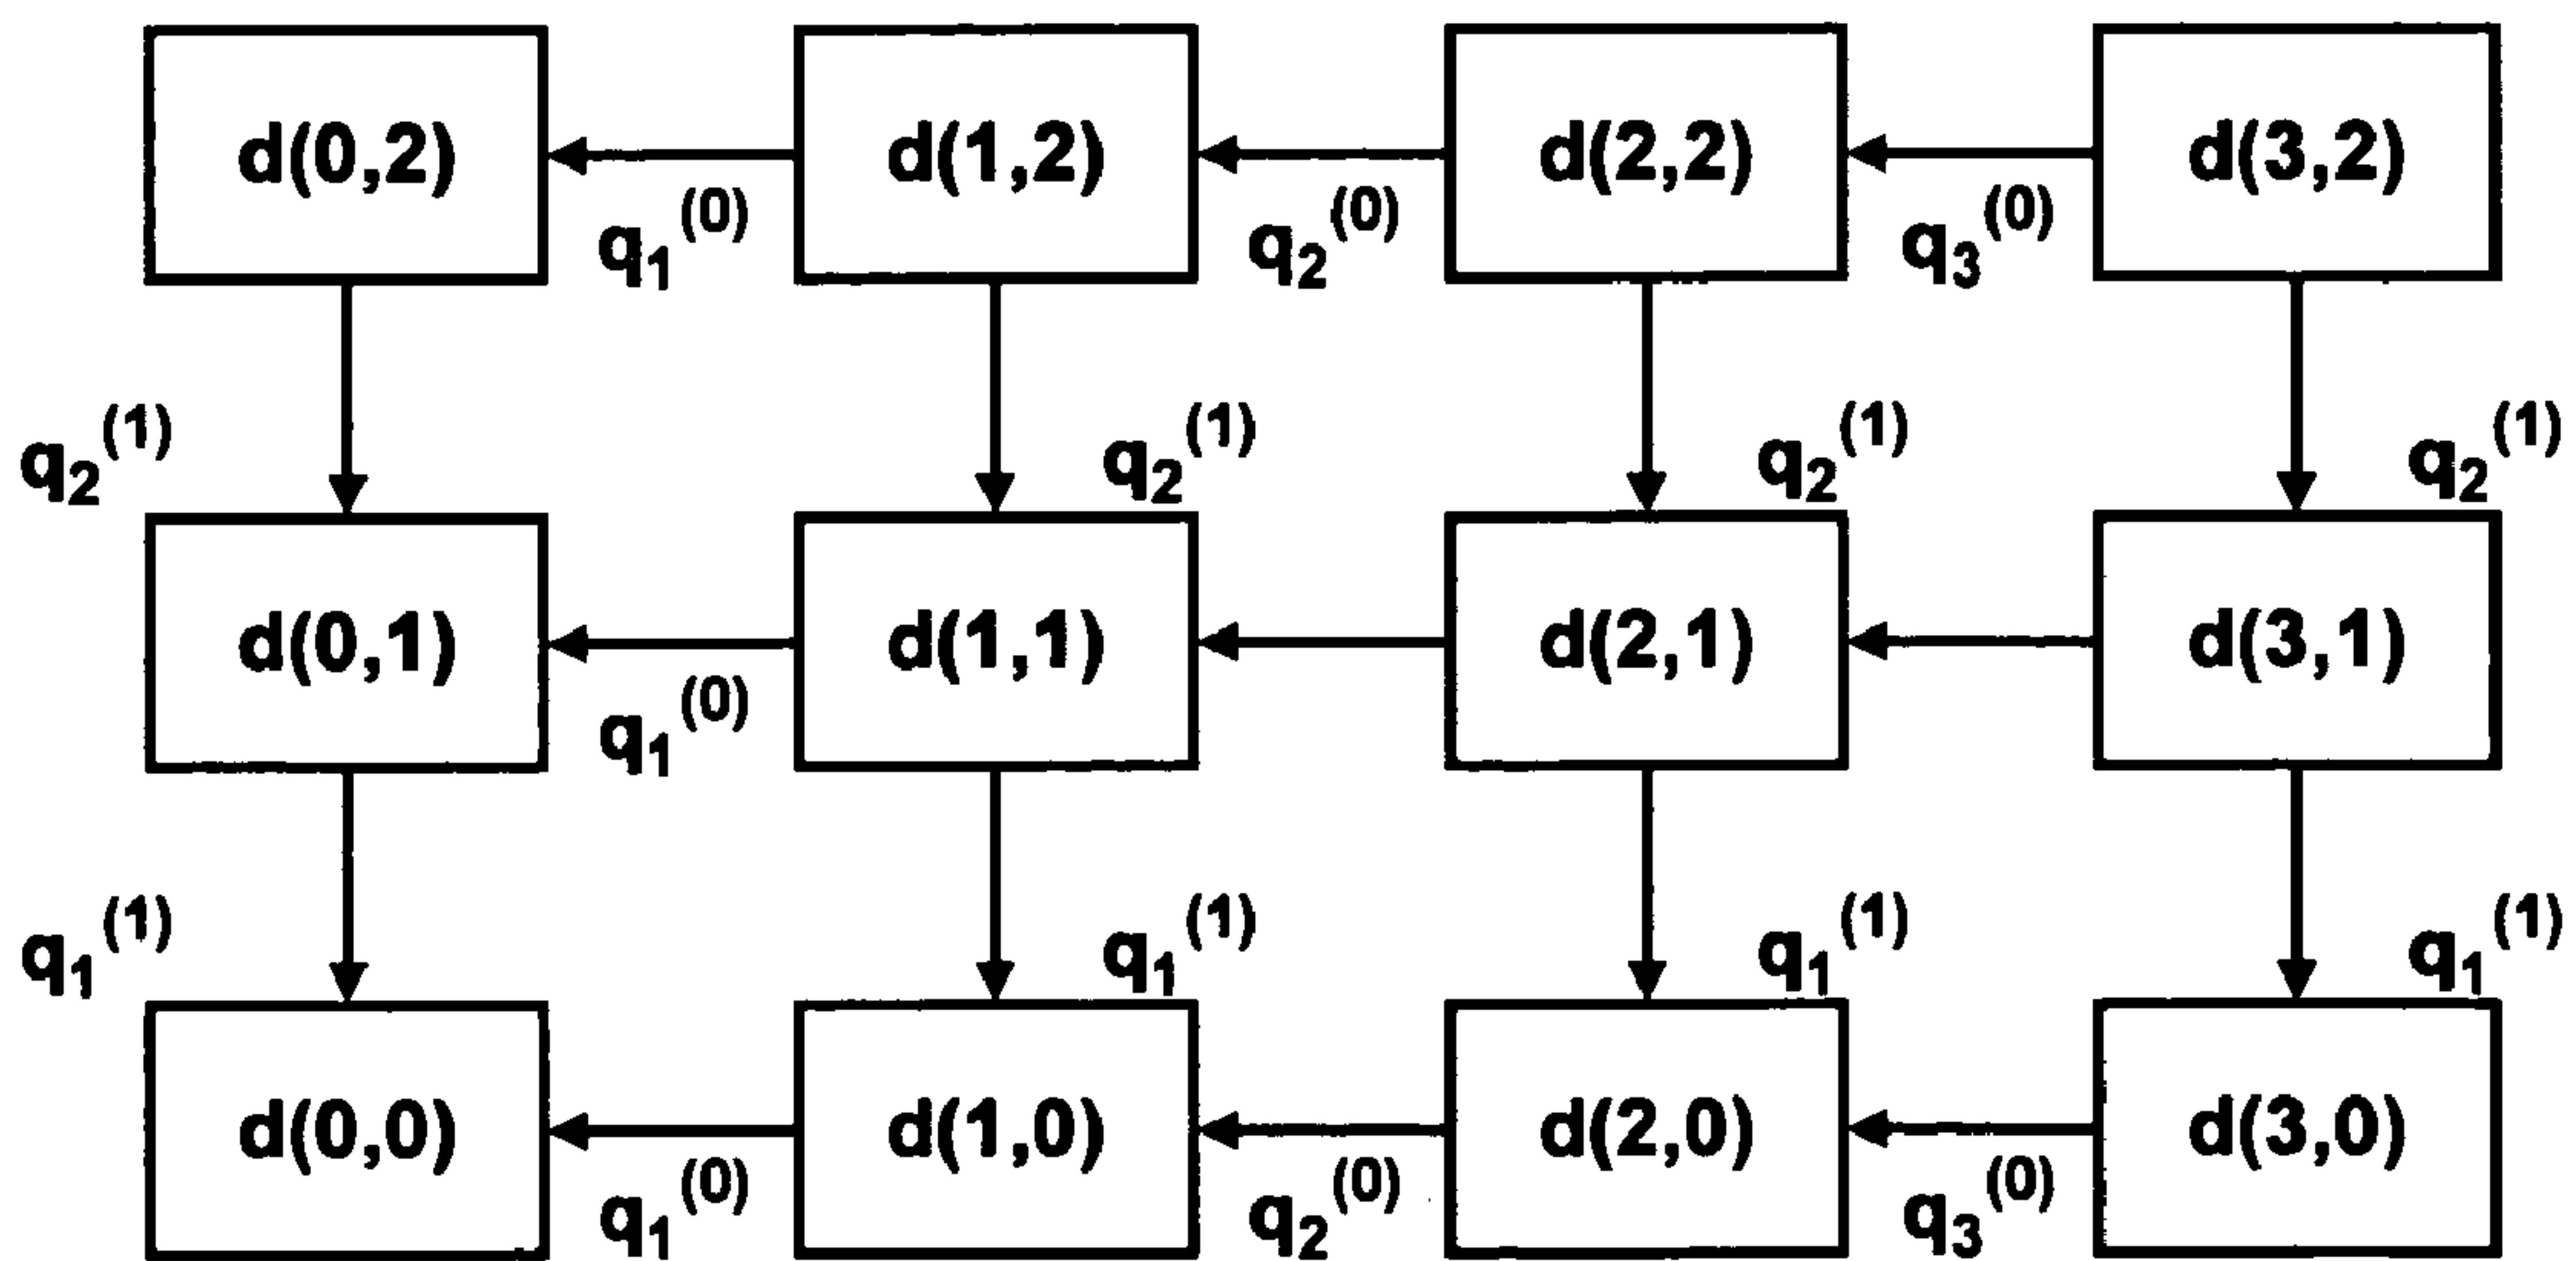 d(0,2) d(1,2) d(2,2) d(3,2)
q₁⁽⁰⁾ q₂⁽⁰⁾ q₃⁽⁰⁾
q₂⁽¹⁾ q₂⁽¹⁾ q₂⁽¹⁾ q₂⁽¹⁾
d(0,1) d(1,1) d(2,1) d(3,1)
q₁⁽⁰⁾
q₁⁽¹⁾ q₁⁽¹⁾ q₁⁽¹⁾ q₁⁽¹⁾
d(0,0) d(1,0) d(2,0) d(3,0)
q₁⁽⁰⁾ q₂⁽⁰⁾ q₃⁽⁰⁾